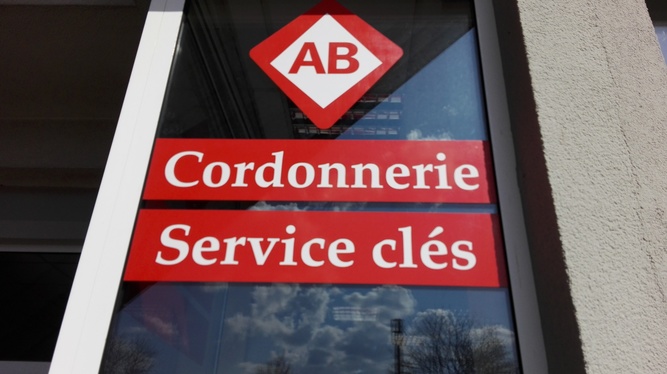 AB
Cordonnerie
Service clés